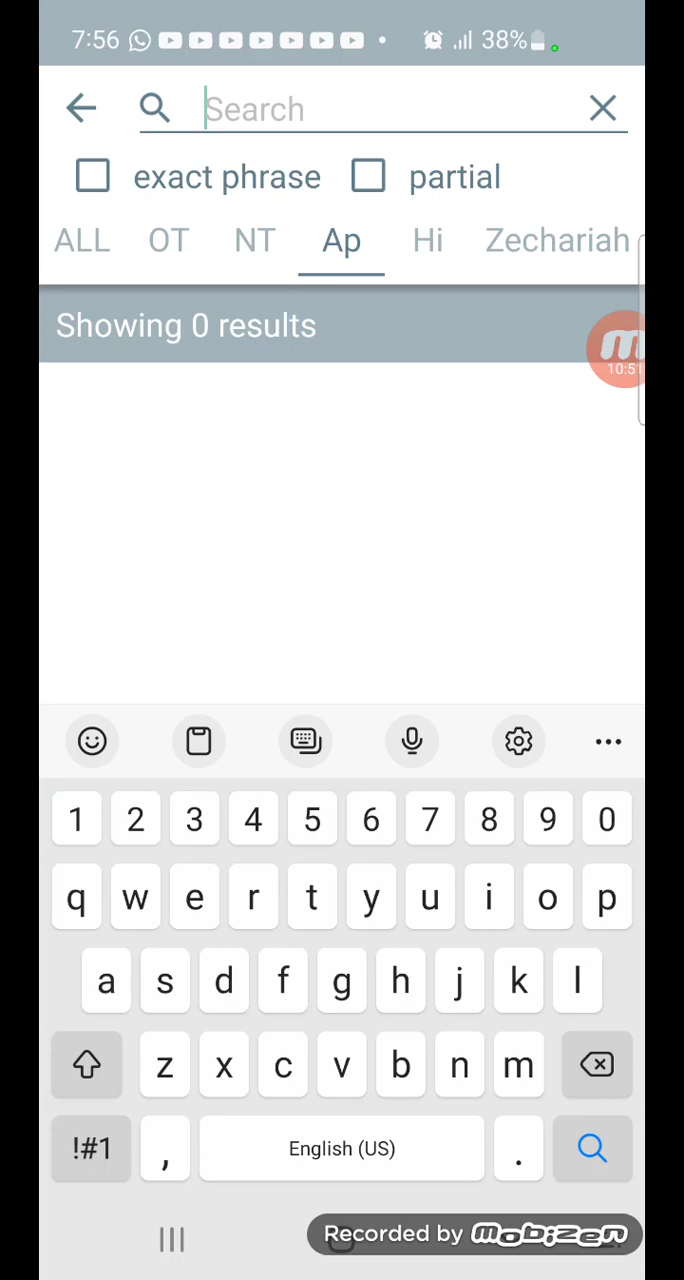 7:56 38%
Search
exact phrase partial
ALL OT NT Ap Hi Zechariah
Showing 0 results
m
10:51
1 2 3 4 5 6 7 8 9 0
q w e r t y u i o p
a s d f g h j k l
z x c v b n m
!#1 , English (US) .
Recorded by mobizen